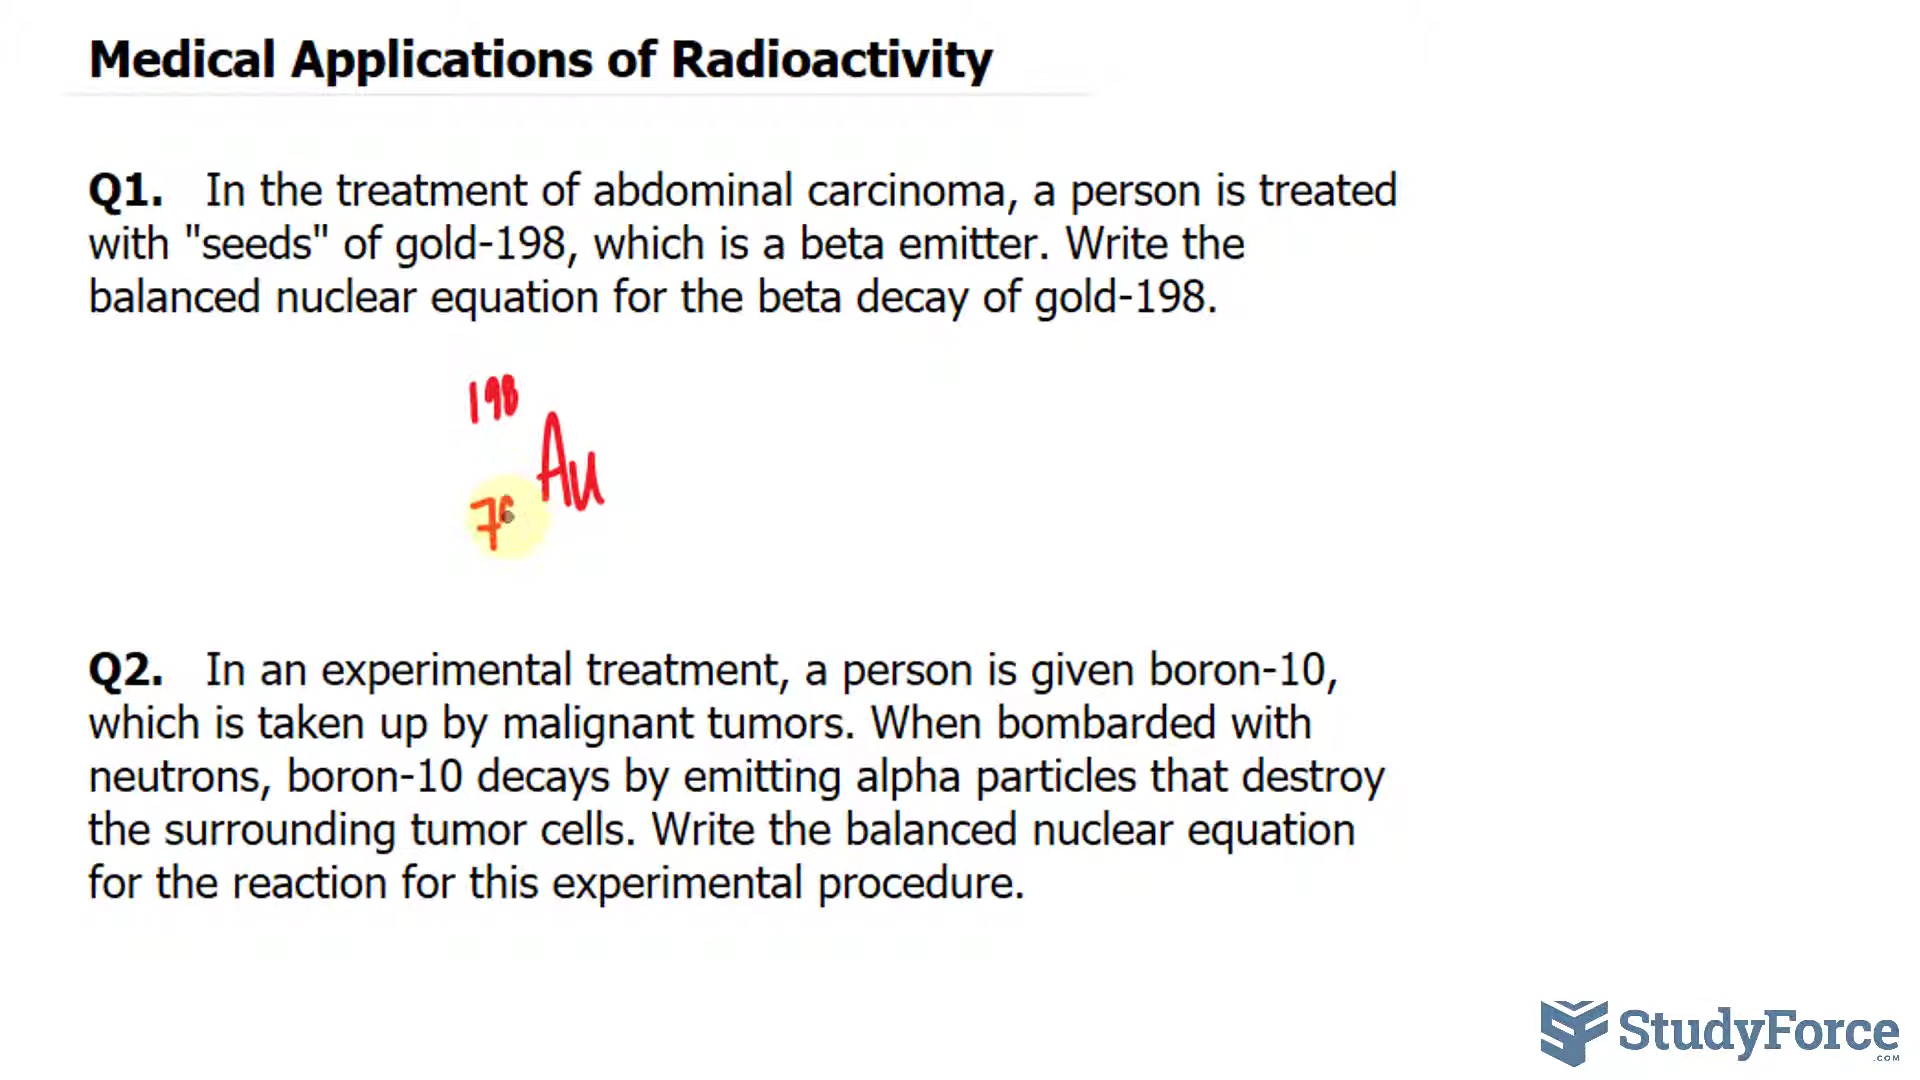 Medical Applications of Radioactivity
Q1. In the treatment of abdominal carcinoma, a person is treated
with "seeds" of gold-198, which is a beta emitter. Write the
balanced nuclear equation for the beta decay of gold-198.
198
Au
7
Q2. In an experimental treatment, a person is given boron-10,
which is taken up by malignant tumors. When bombarded with
neutrons, boron-10 decays by emitting alpha particles that destroy
the surrounding tumor cells. Write the balanced nuclear equation
for the reaction for this experimental procedure.
StudyForce
.COM